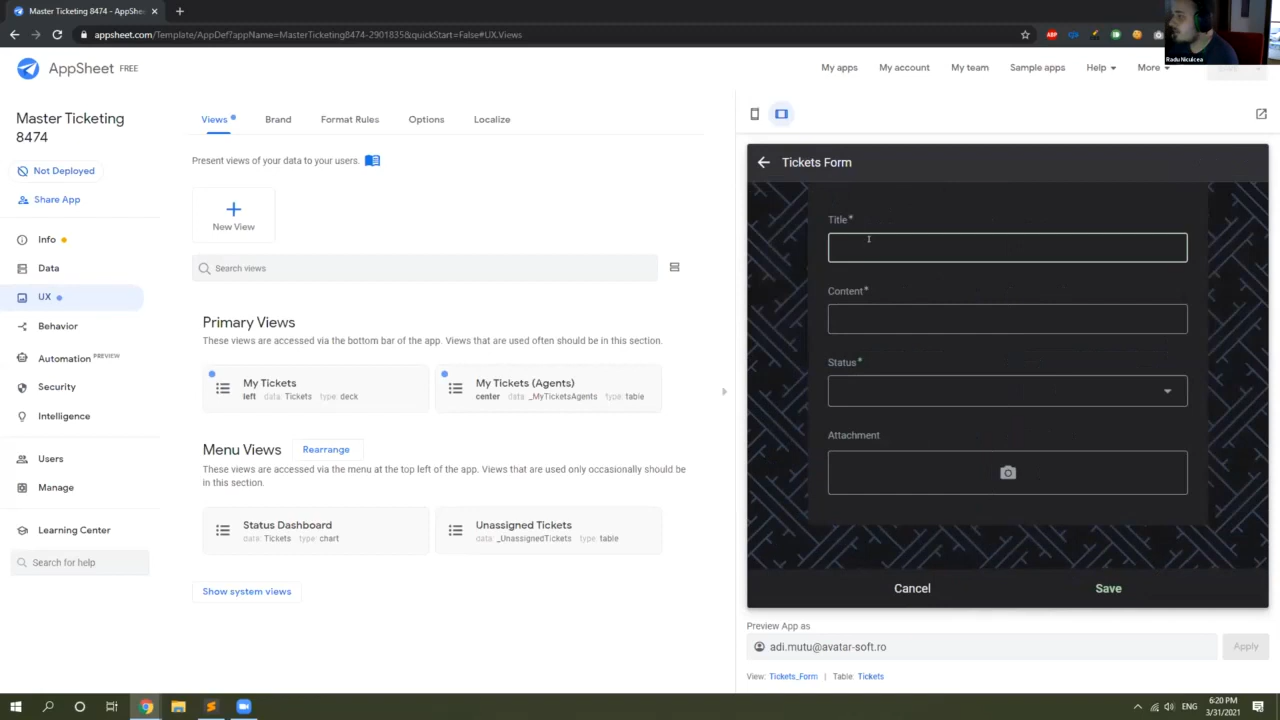 Master Ticketing 8474 - AppSheet
appsheet.com/Template/AppDef?appName=MasterTicketing8474-2901835&quickStart=False#UX.Views
ABP
Radu Niculcea
AppSheet FREE
My apps
My account
My team
Sample apps
Help
More
Master Ticketing
8474
Not Deployed
Share App
Info
Data
UX
Behavior
Automation PREVIEW
Security
Intelligence
Users
Manage
Learning Center
Search for help
Views
Brand
Format Rules
Options
Localize
Present views of your data to your users.
New View
Search views
Primary Views
These views are accessed via the bottom bar of the app. Views that are used often should be in this section.
My Tickets
left data: Tickets type: deck
My Tickets (Agents)
center data: _MyTicketsAgents type: table
Menu Views
Rearrange
These views are accessed via the menu at the top left of the app. Views that are used only occasionally should be
in this section.
Status Dashboard
data: Tickets type: chart
Unassigned Tickets
data: _UnassignedTickets type: table
Show system views
Tickets Form
Title*
Content*
Status*
Attachment
Cancel
Save
Preview App as
adi.mutu@avatar-soft.ro
Apply
View: Tickets_Form | Table: Tickets
ENG
6:20 PM
3/31/2021